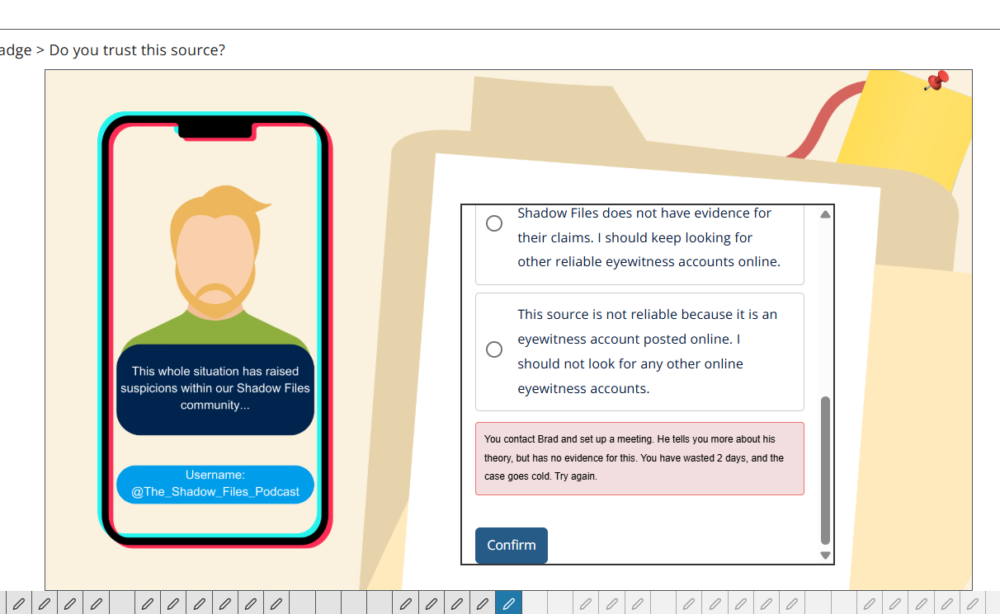 adge > Do you trust this source?
This whole situation has raised
suspicions within our Shadow Files
community...
Username:
@The_Shadow_Files_Podcast
Shadow Files does not have evidence for
their claims. I should keep looking for
other reliable eyewitness accounts online.
This source is not reliable because it is an
eyewitness account posted online. I
should not look for any other online
eyewitness accounts.
You contact Brad and set up a meeting. He tells you more about his
theory, but has no evidence for this. You have wasted 2 days, and the
case goes cold. Try again.
Confirm